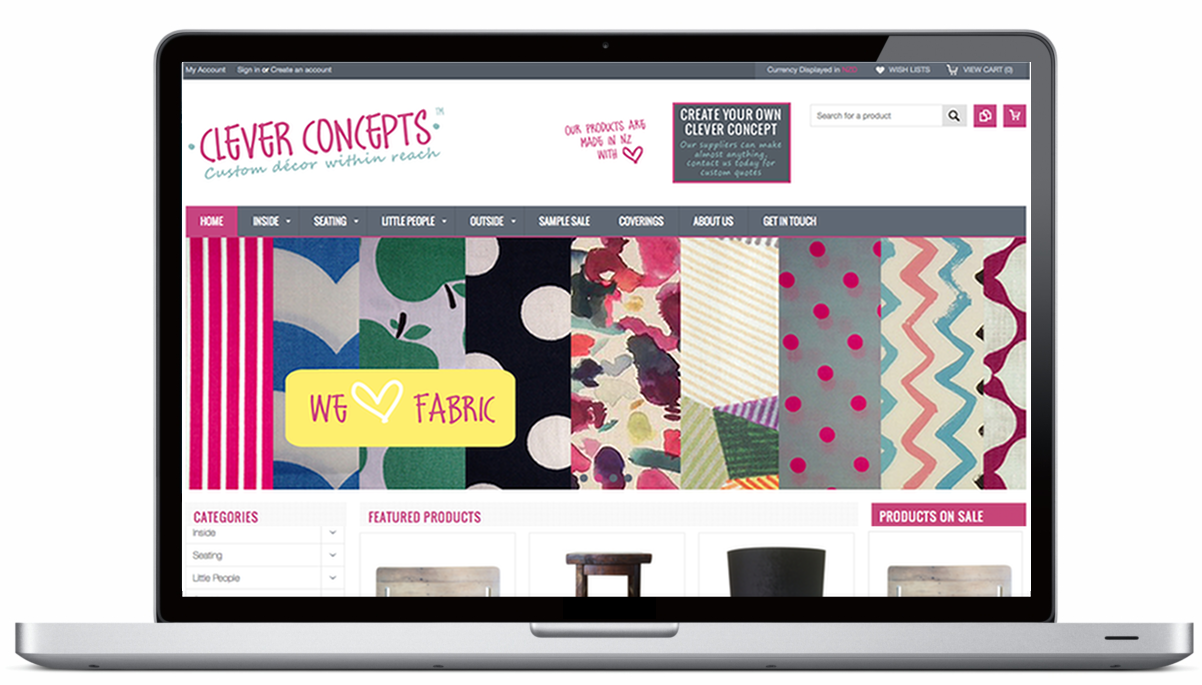 My Account Sign in or Create an account Currency Displayed in NZD WISH LISTS VIEW CART (0)
CLEVER CONCEPTS™
Custom décor within reach
OUR PRODUCTS ARE
MADE IN NZ
WITH
CREATE YOUR OWN
CLEVER CONCEPT
Our suppliers can make
almost anything,
contact us today for
custom quotes
Search for a product
HOME INSIDE SEATING LITTLE PEOPLE OUTSIDE SAMPLE SALE COVERINGS ABOUT US GET IN TOUCH
WE FABRIC
CATEGORIES
Inside
Seating
Little People
FEATURED PRODUCTS
PRODUCTS ON SALE